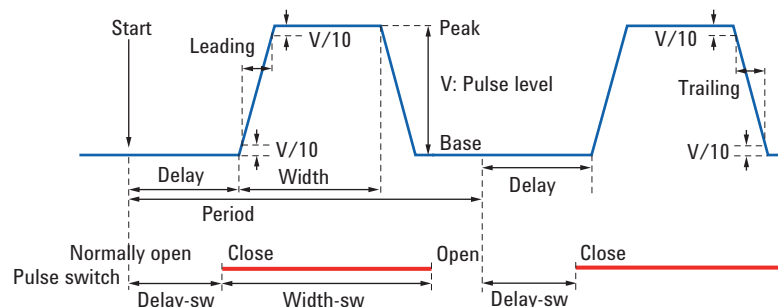 Start
Leading
V/10
Peak
V/10
V: Pulse level
Trailing
V/10
Base
V/10
Delay
Width
Delay
Period
Normally open
Pulse switch
Close
Open
Close
Delay-sw
Width-sw
Delay-sw